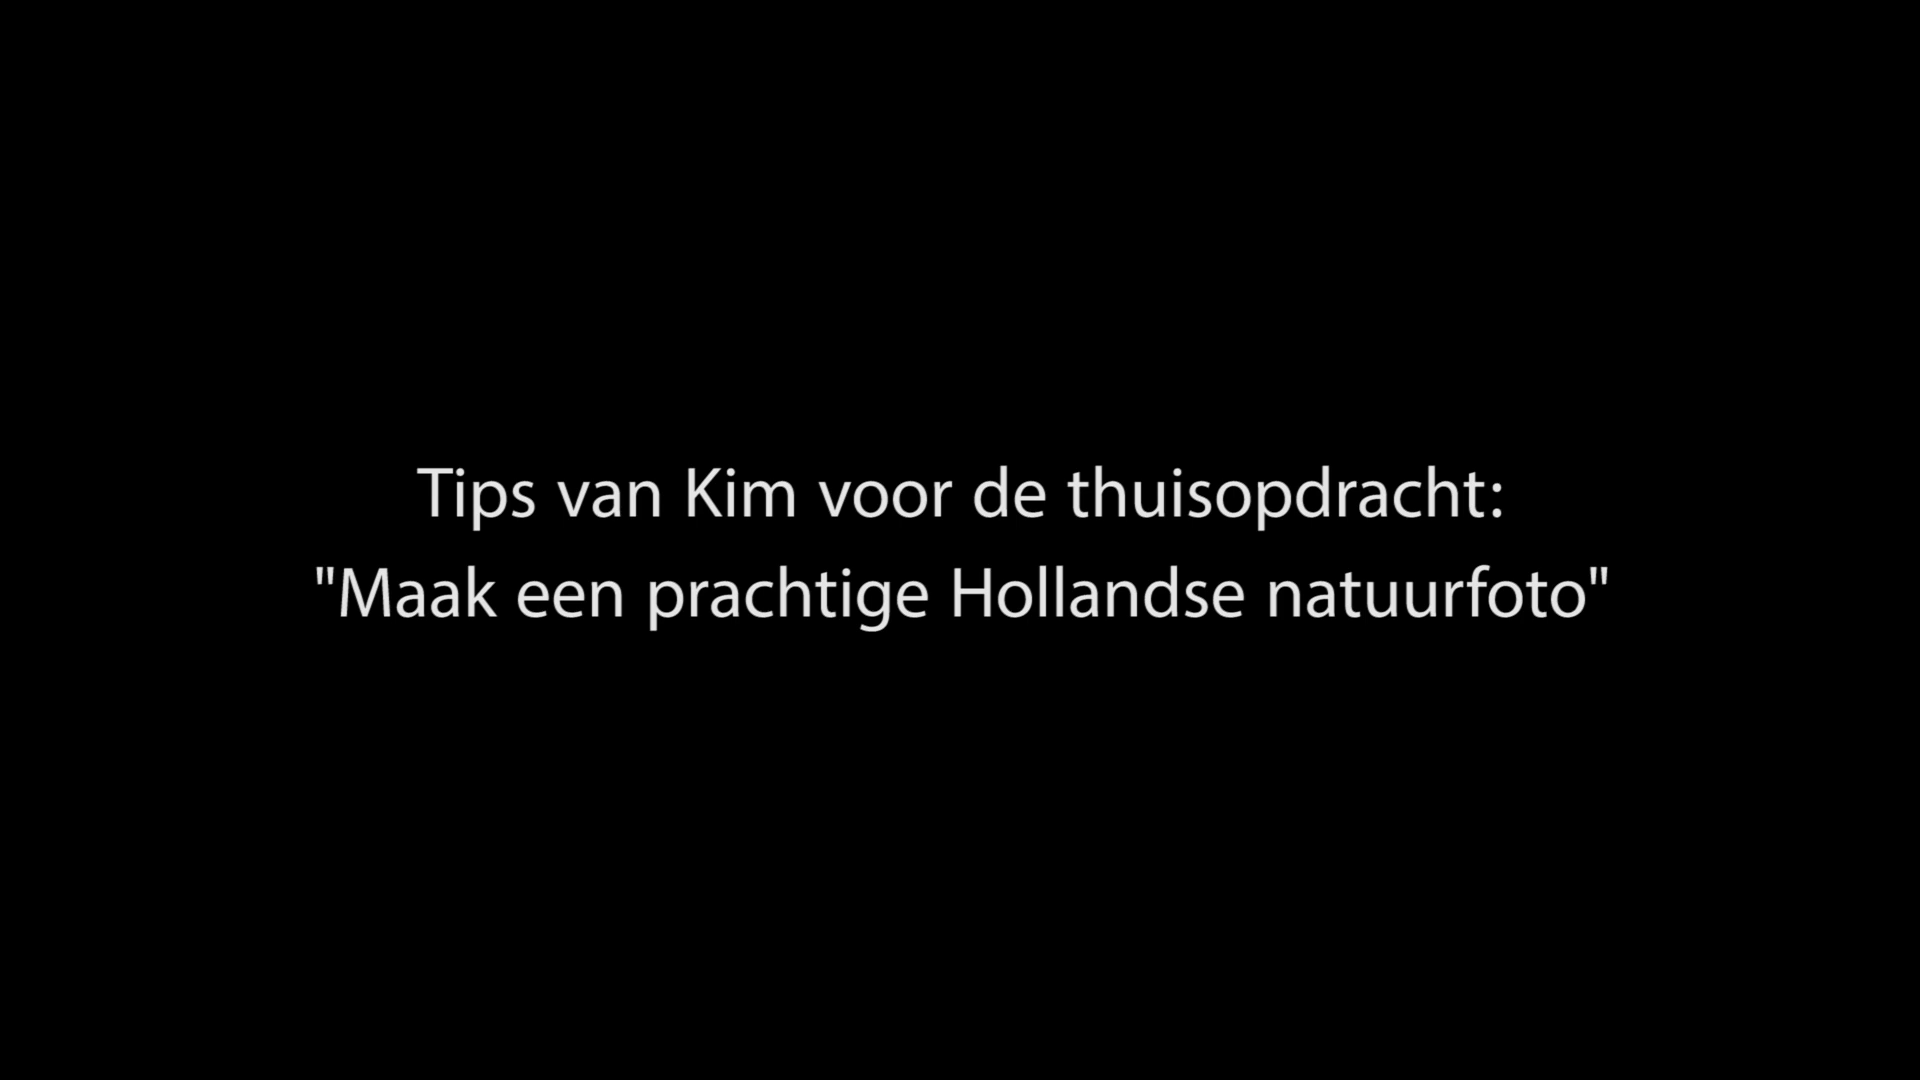 Tips van Kim voor de thuisopdracht:
"Maak een prachtige Hollandse natuurfoto"